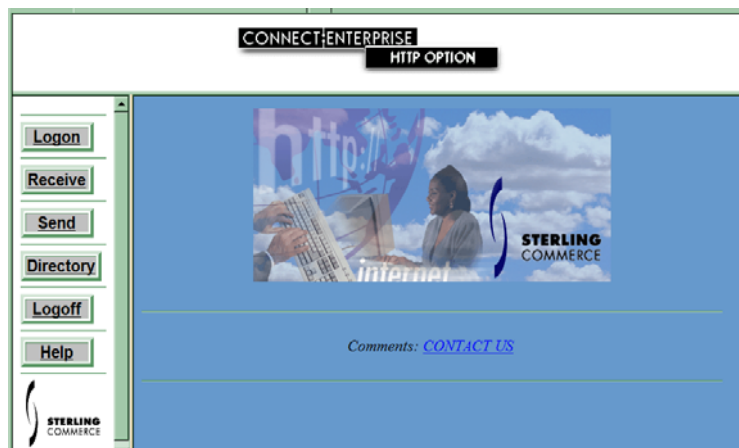 CONNECT:ENTERPRISE
HTTP OPTION
Logon
Receive
Send
Directory
Logoff
Help
STERLING
COMMERCE
http://
internet
STERLING
COMMERCE
Comments: CONTACT US